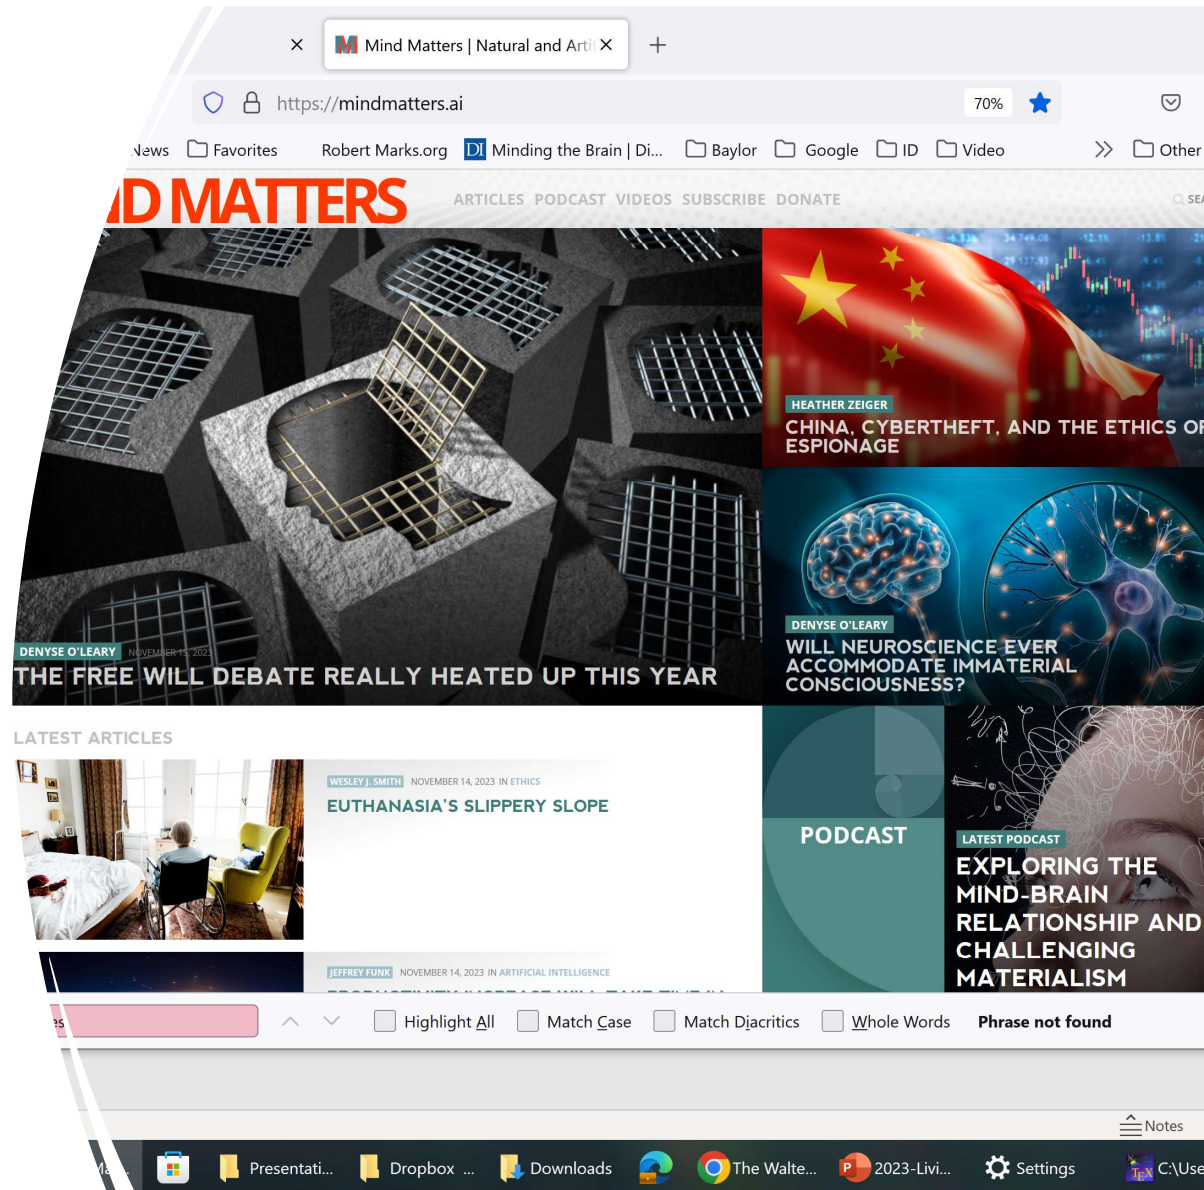 Mind Matters | Natural and Arti
https://mindmatters.ai
70%
News Favorites Robert Marks.org DI Minding the Brain | Di... Baylor Google ID Video Other
ND MATTERS
ARTICLES PODCAST VIDEOS SUBSCRIBE DONATE
HEATHER ZEIGER
CHINA, CYBERTHEFT, AND THE ETHICS OF
ESPIONAGE
DENYSE O'LEARY
WILL NEUROSCIENCE EVER
ACCOMMODATE IMMATERIAL
CONSCIOUSNESS?
DENYSE O'LEARY NOVEMBER 15, 2023
THE FREE WILL DEBATE REALLY HEATED UP THIS YEAR
LATEST ARTICLES
WESLEY J. SMITH NOVEMBER 14, 2023 IN ETHICS
EUTHANASIA'S SLIPPERY SLOPE
PODCAST
LATEST PODCAST
EXPLORING THE
MIND-BRAIN
RELATIONSHIP AND
CHALLENGING
MATERIALISM
JEFFREY FUNK NOVEMBER 14, 2023 IN ARTIFICIAL INTELLIGENCE
Highlight All Match Case Match Diacritics Whole Words Phrase not found
Notes
Presentati... Dropbox ... Downloads The Walte... 2023-Livi... Settings C:\Use